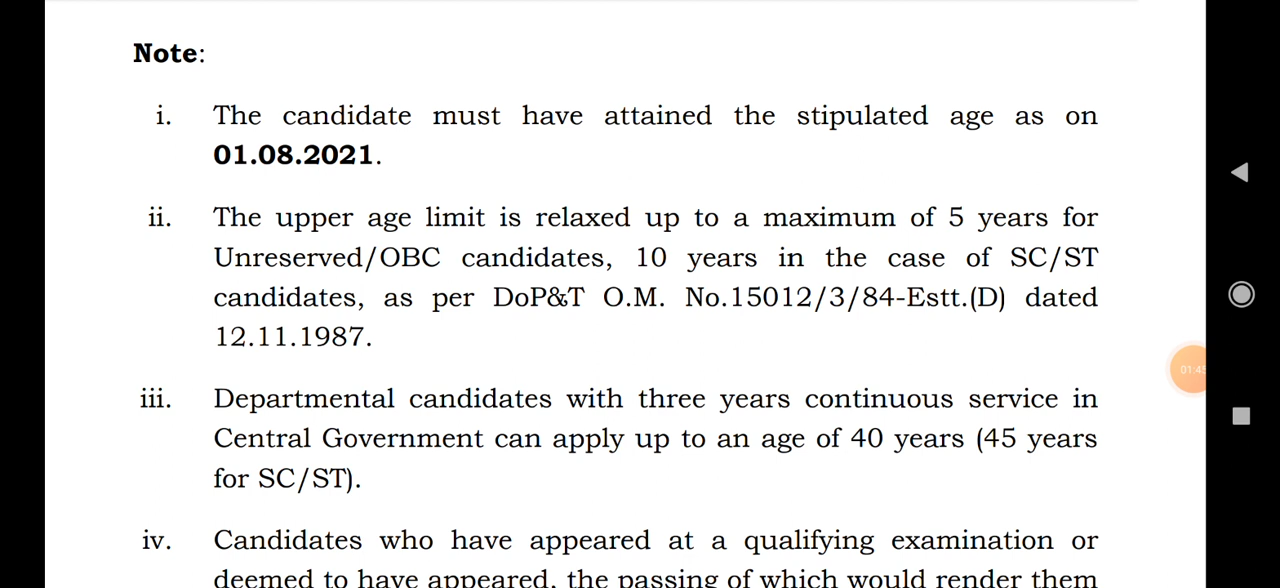 Note:
i. The candidate must have attained the stipulated age as on
01.08.2021.
ii. The upper age limit is relaxed up to a maximum of 5 years for
Unreserved/OBC candidates, 10 years in the case of SC/ST
candidates, as per DoP&T O.M. No.15012/3/84-Estt.(D) dated
12.11.1987.
iii. Departmental candidates with three years continuous service in
Central Government can apply up to an age of 40 years (45 years
for SC/ST).
iv. Candidates who have appeared at a qualifying examination or
deemed to have appeared, the passing of which would render them
01:45